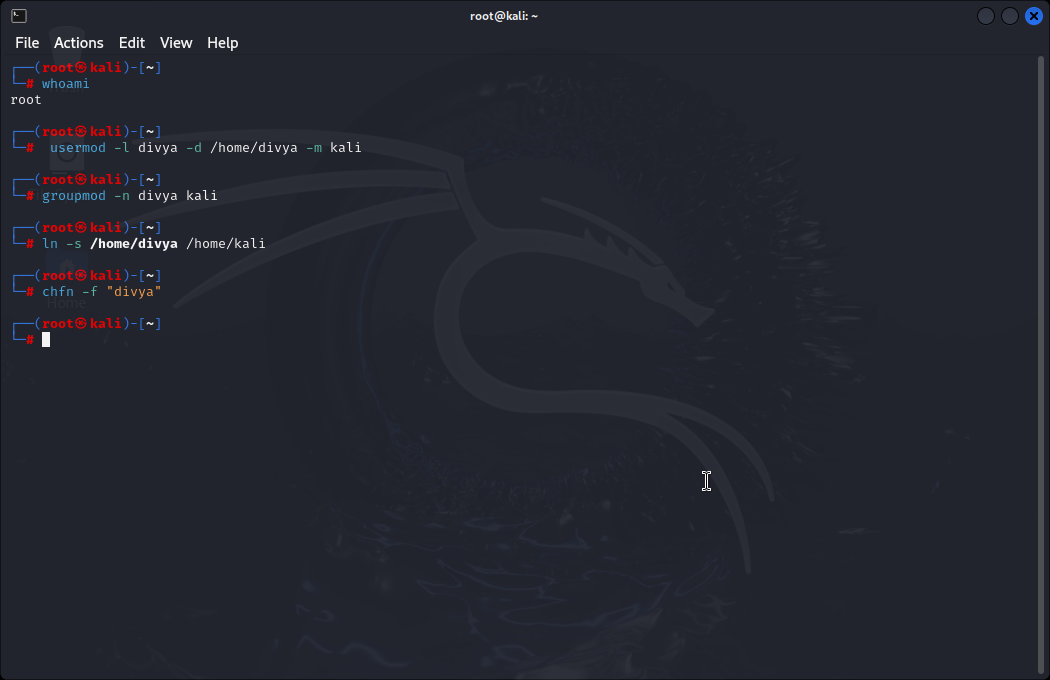 root@kali: ~
File Actions Edit View Help
┌──(root㉿kali)-[~]
└─# whoami
root
┌──(root㉿kali)-[~]
└─#  usermod -l divya -d /home/divya -m kali
┌──(root㉿kali)-[~]
└─# groupmod -n divya kali
┌──(root㉿kali)-[~]
└─# ln -s /home/divya /home/kali
┌──(root㉿kali)-[~]
└─# chfn -f "divya"
┌──(root㉿kali)-[~]
└─#
Home